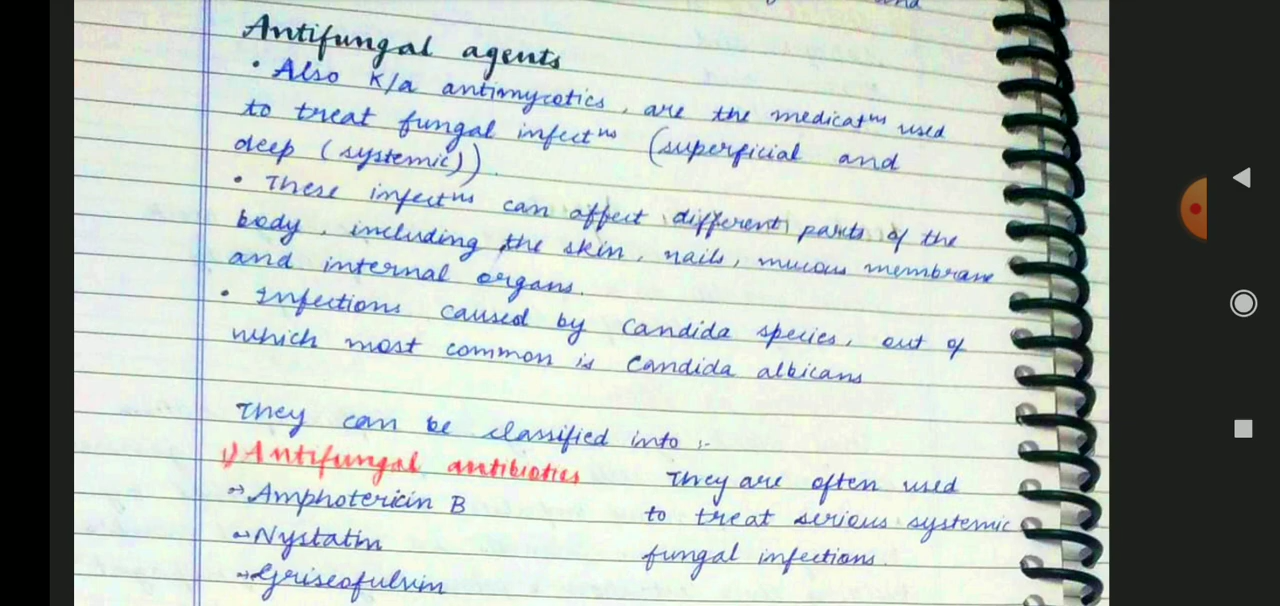 Antifungal agents
• Also K/a antimycotics, are the medicatns used
to treat fungal infectns (superficial and
deep (systemic)).
• These infectns can affect different parts of the
body, including the skin, nails, mucous membrane
and internal organs.
• Infections caused by Candida species, out of
which most common is Candida albicans
They can be classified into :-
1) Antifungal antibiotics
→ Amphotericin B
→ Nystatin
→ Griseofulvin
They are often used
to treat serious systemic
fungal infections.